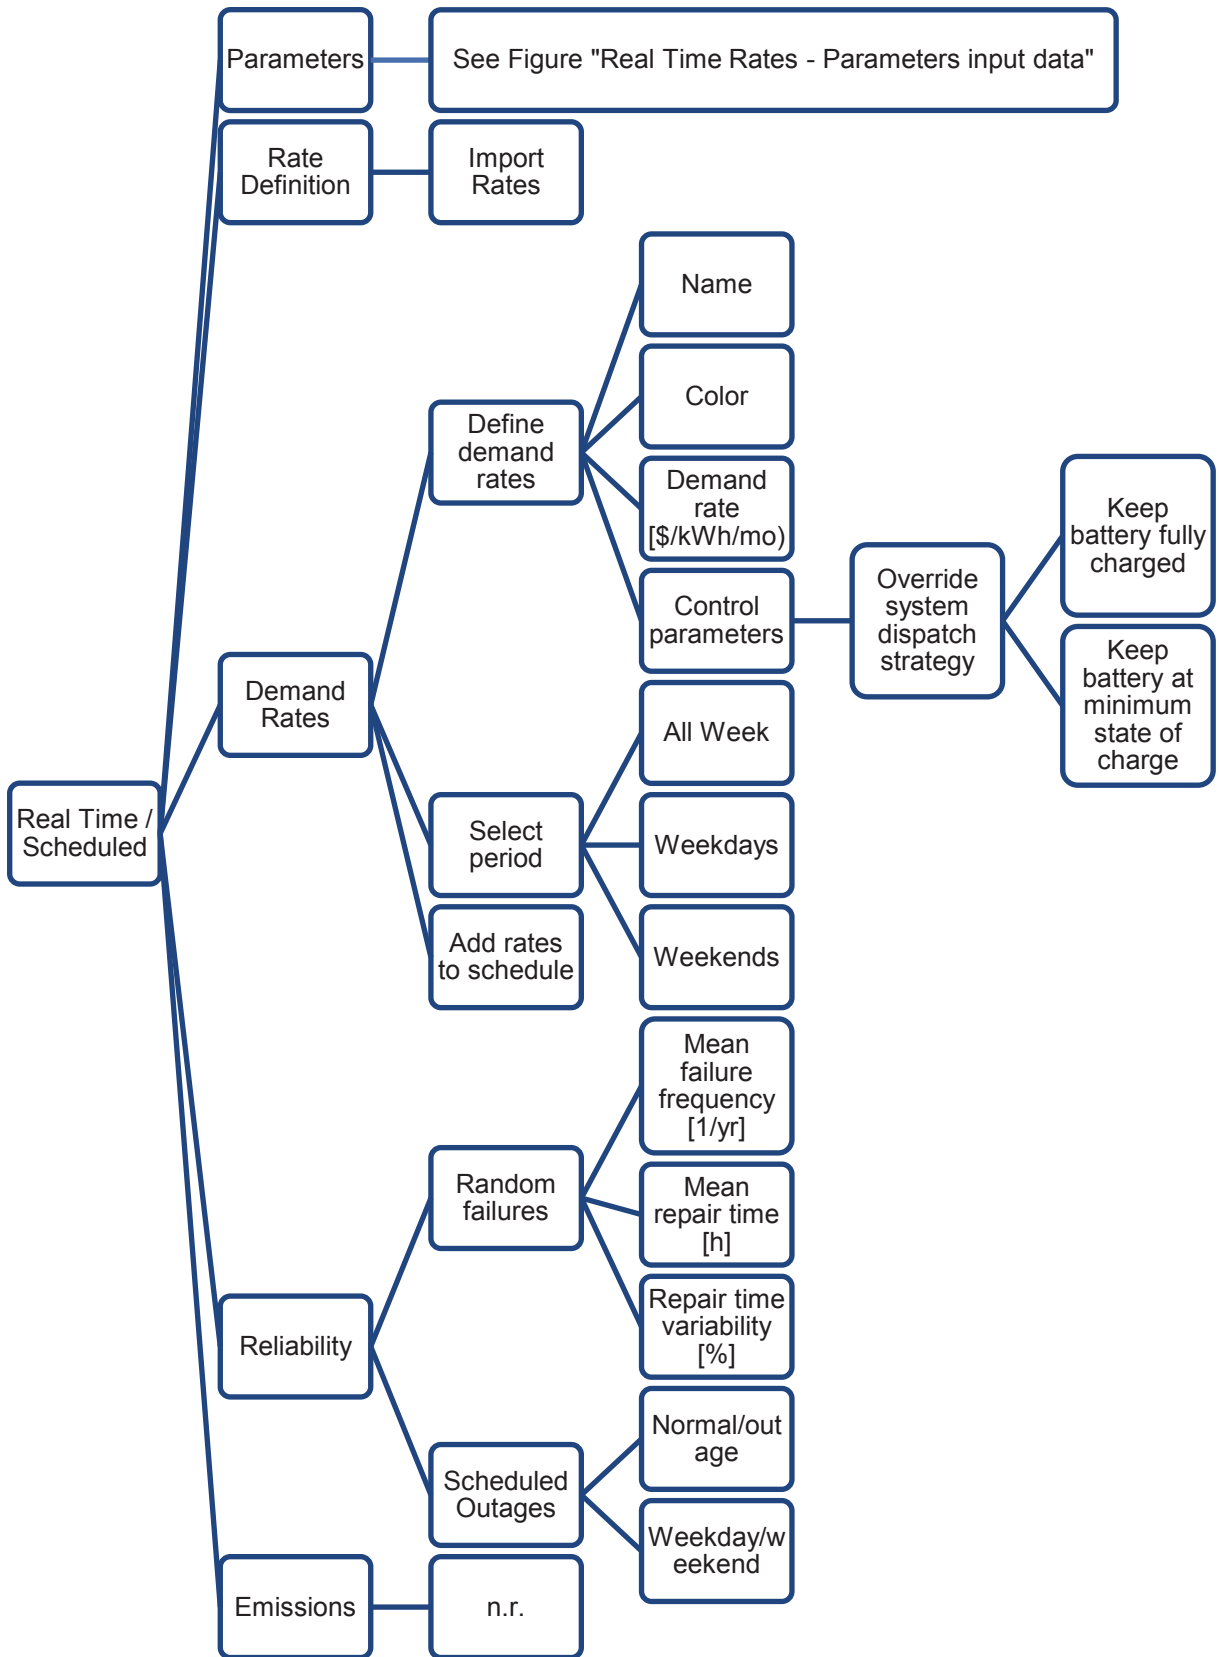 Parameters
See Figure "Real Time Rates - Parameters input data"
Rate
Definition
Import
Rates
Name
Color
Define
demand
rates
Demand
rate
[$/kWh/mo)
Control
parameters
Override
system
dispatch
strategy
Keep
battery fully
charged
Keep
battery at
minimum
state of
charge
Demand
Rates
All Week
Select
period
Weekdays
Weekends
Add rates
to schedule
Real Time /
Scheduled
Mean
failure
frequency
[1/yr]
Random
failures
Mean
repair time
[h]
Repair time
variability
[%]
Reliability
Normal/out
age
Scheduled
Outages
Weekday/w
eekend
Emissions
n.r.